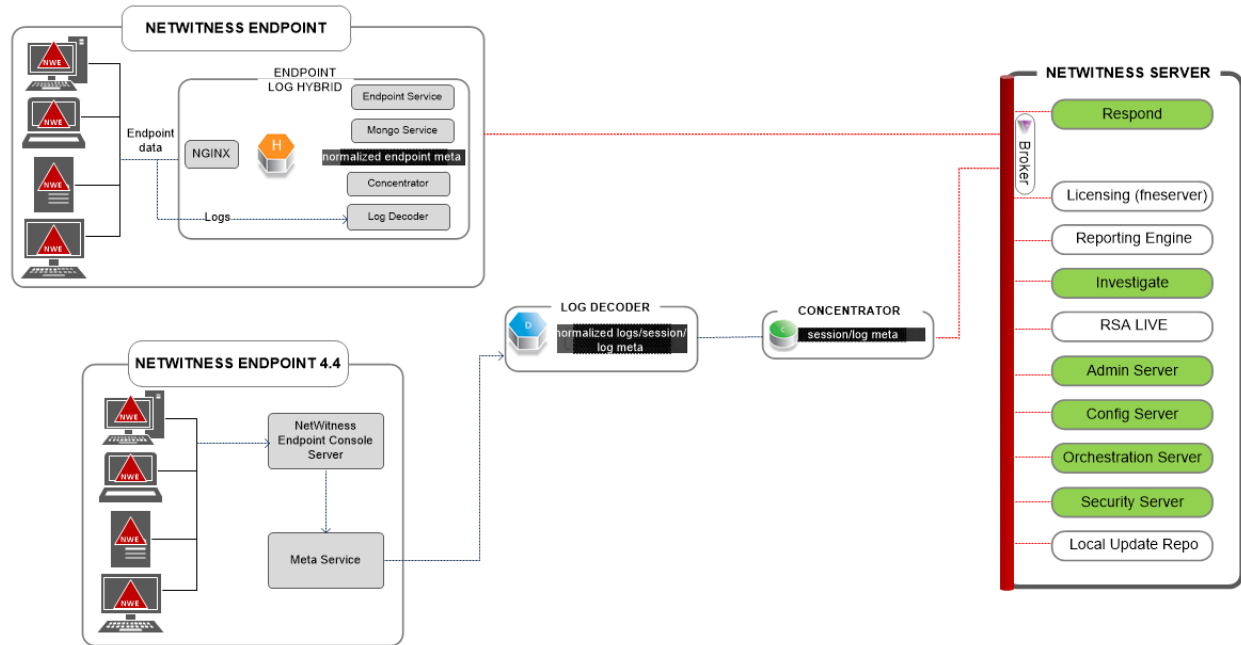 NETWITNESS ENDPOINT
NWE
NWE
NWE
NWE
Endpoint
data
Logs
ENDPOINT
LOG HYBRID
NGINX
H
Endpoint Service
Mongo Service
normalized endpoint meta
Concentrator
Log Decoder
NETWITNESS ENDPOINT 4.4
NWE
NWE
NWE
NWE
NetWitness
Endpoint Console
Server
Meta Service
LOG DECODER
D
normalized logs/session/
log meta
CONCENTRATOR
C
session/log meta
NETWITNESS SERVER
Broker
Respond
Licensing (fneserver)
Reporting Engine
Investigate
RSA LIVE
Admin Server
Config Server
Orchestration Server
Security Server
Local Update Repo